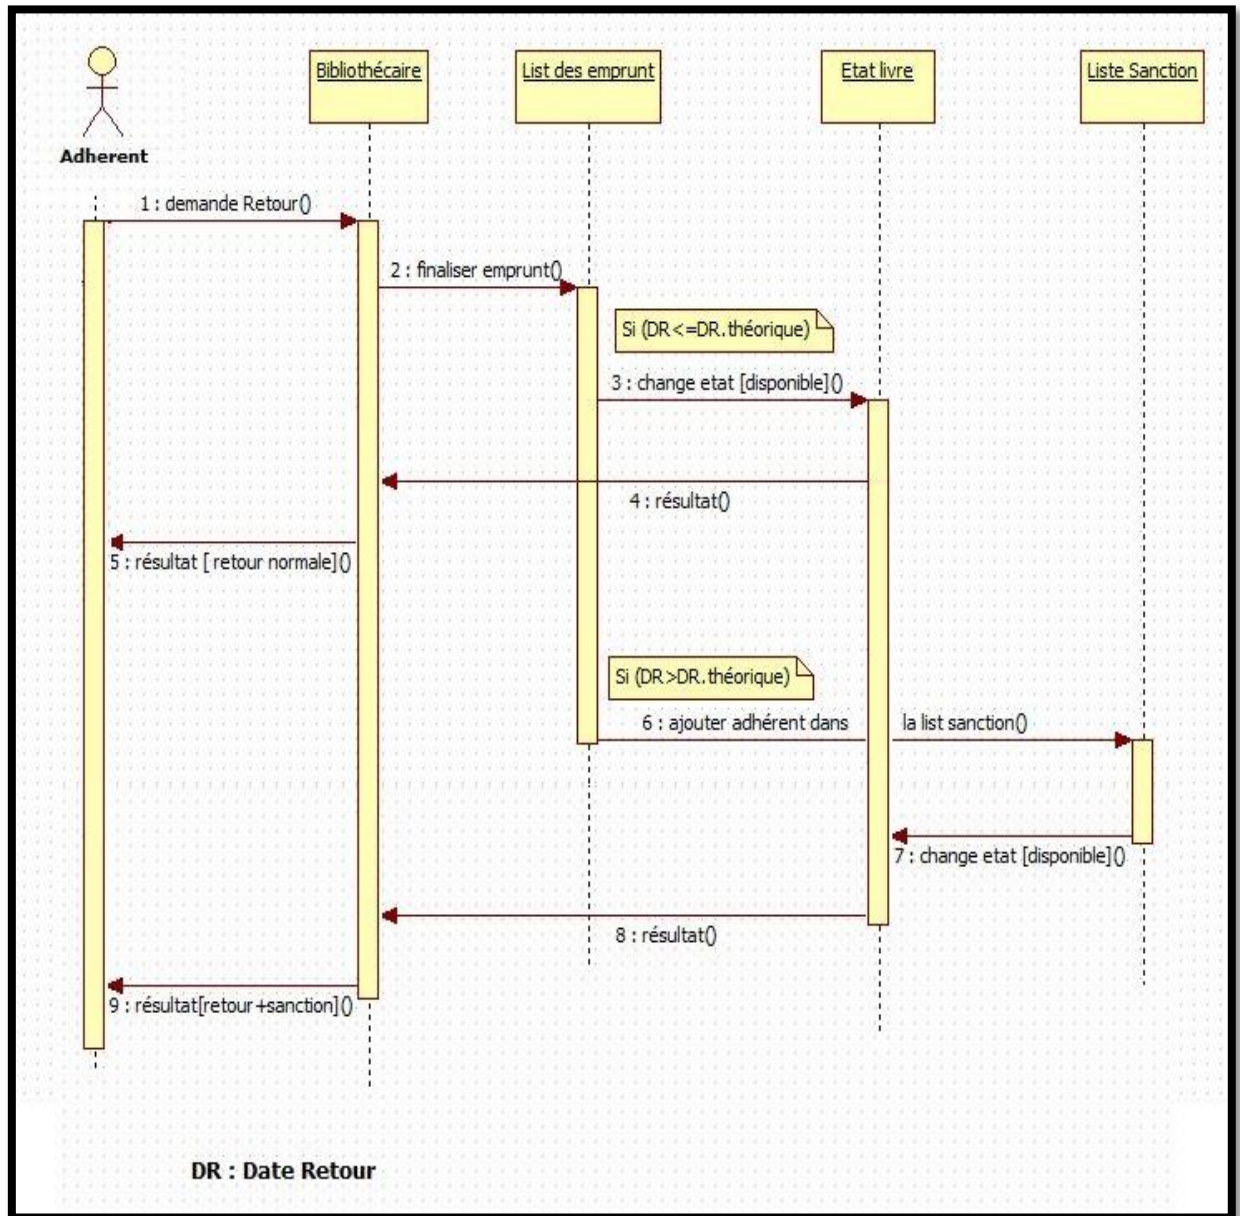 Bibliothécaire
List des emprunt
Etat livre
Liste Sanction
Adherent
1 : demande Retour()
2 : finaliser emprunt()
Si (DR<=DR.théorique)
3 : change etat [disponible]()
4 : résultat()
5 : résultat [ retour normale]()
Si (DR>DR.théorique)
6 : ajouter adhérent dans la list sanction()
7 : change etat [disponible]()
8 : résultat()
9 : résultat[retour+sanction]()
DR : Date Retour